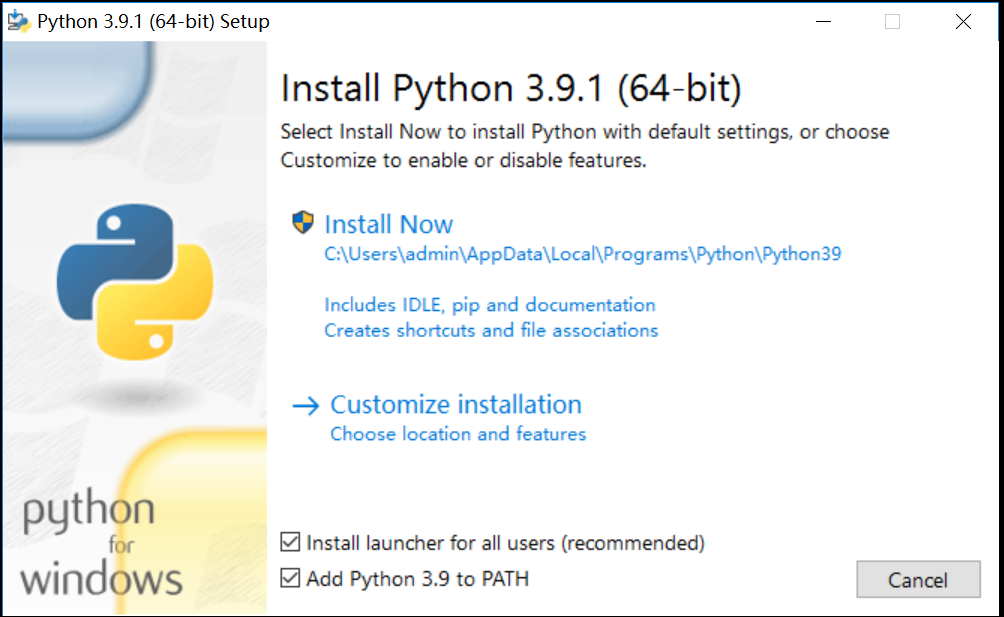 Python 3.9.1 (64-bit) Setup
Install Python 3.9.1 (64-bit)
Select Install Now to install Python with default settings, or choose
Customize to enable or disable features.
Install Now
C:\Users\admin\AppData\Local\Programs\Python\Python39
Includes IDLE, pip and documentation
Creates shortcuts and file associations
Customize installation
Choose location and features
python
for
windows
Install launcher for all users (recommended)
Add Python 3.9 to PATH
Cancel